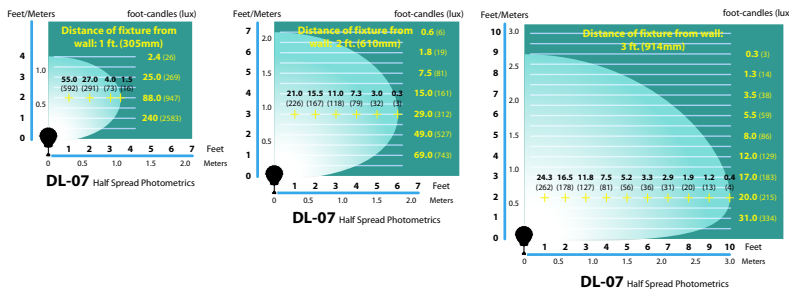 Feet/Meters
foot-candles (lux)
Distance of fixture from
wall: 1 ft. (305mm)
2.4 (26)
25.0 (269)
88.0 (947)
240 (2583)
55.0 27.0 4.0 1.5
(592) (291) (73) (16)
4
3
2
1
0
1.0
0.5
0 1 2 3 4 5 6 7 Feet
0 0.5 1.0 1.5 2.0 Meters
DL-07 Half Spread Photometrics
Feet/Meters
foot-candles (lux)
Distance of fixture from
wall: 2 ft. (610mm)
0.6 (6)
1.8 (19)
7.5 (81)
15.0 (161)
29.0 (312)
49.0 (527)
69.0 (743)
21.0 15.5 11.0 7.3 3.0 0.3
(226) (167) (118) (79) (32) (3)
7
6
5
4
3
2
1
0
2.0
1.5
1.0
0.5
1 2 3 4 5 6 7 Feet
0 0.5 1.0 1.5 2.0 Meters
DL-07 Half Spread Photometrics
Feet/Meters
foot-candles (lux)
Distance of fixture from wall:
3 ft. (914mm)
0.3 (3)
1.3 (14)
3.5 (38)
5.5 (59)
8.0 (86)
12.0 (129)
17.0 (183)
20.0 (215)
31.0 (334)
24.3 16.5 11.8 7.5 5.2 3.3 2.9 1.9 1.2 0.4
(262) (178) (127) (81) (56) (36) (31) (20) (13) (4)
10
9
8
7
6
5
4
3
2
1
0
3.0
2.5
2.0
1.5
1.0
0.5
1 2 3 4 5 6 7 8 9 10 Feet
0 0.5 1.0 1.5 2.0 2.5 3.0 Meters
DL-07 Half Spread Photometrics